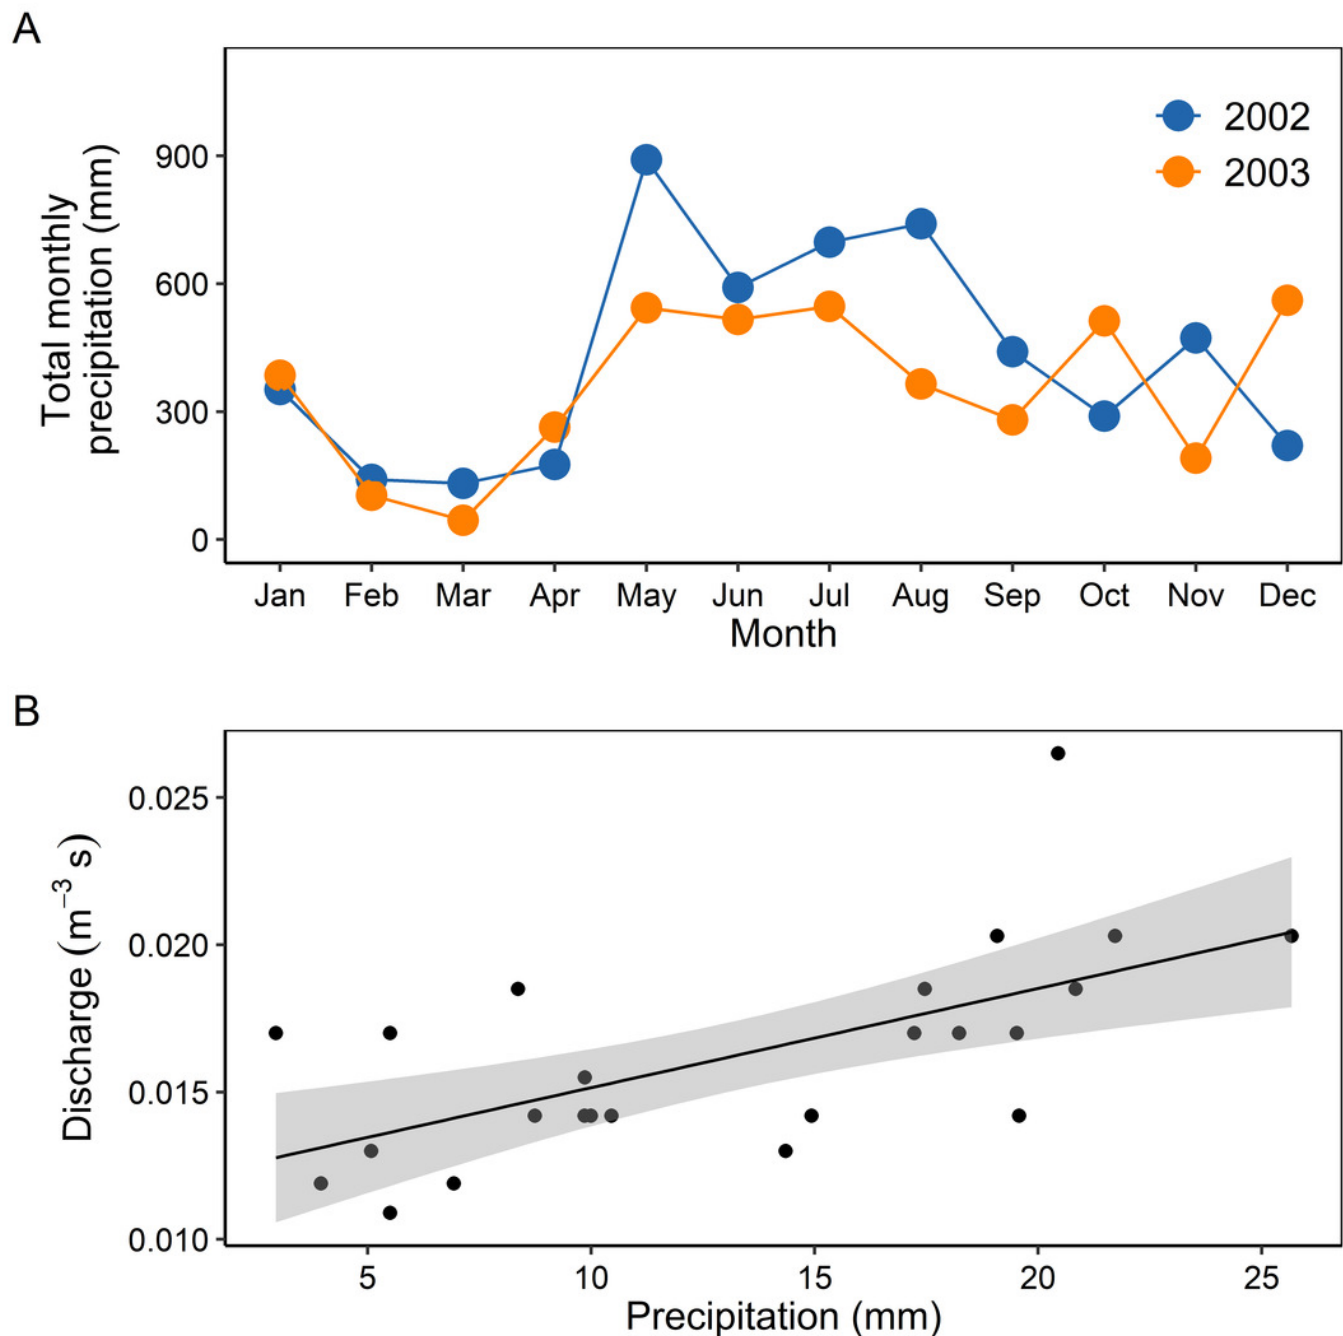 A
Total monthly
precipitation (mm)
900
600
300
0
2002
2003
Jan Feb Mar Apr May Jun Jul Aug Sep Oct Nov Dec
Month
B
Discharge (m⁻³ s)
0.025
0.020
0.015
0.010
5 10 15 20 25
Precipitation (mm)